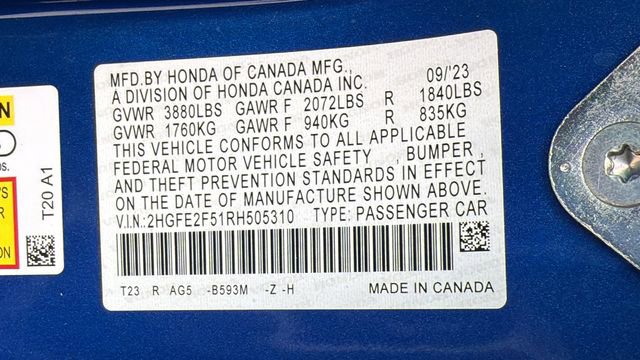 MFD.BY HONDA OF CANADA MFG.,
A DIVISION OF HONDA CANADA INC. 09/'23
GVWR 3880LBS GAWR F 2072LBS R 1840LBS
GVWR 1760KG GAWR F 940KG R 835KG
THIS VEHICLE CONFORMS TO ALL APPLICABLE
FEDERAL MOTOR VEHICLE SAFETY , BUMPER,
AND THEFT PREVENTION STANDARDS IN EFFECT
ON THE DATE OF MANUFACTURE SHOWN ABOVE.
V.I.N:2HGFE2F51RH505310 TYPE: PASSENGER CAR
T23 R AG5 -B593M -Z -H MADE IN CANADA
T20 A1